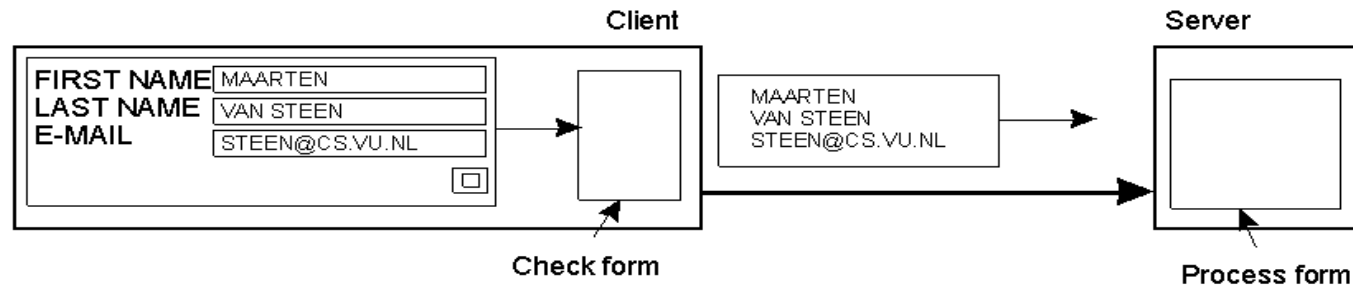 Client
Server
FIRST NAME MAARTEN
LAST NAME VAN STEEN
E-MAIL STEEN@CS.VU.NL
MAARTEN
VAN STEEN
STEEN@CS.VU.NL
Check form
Process form